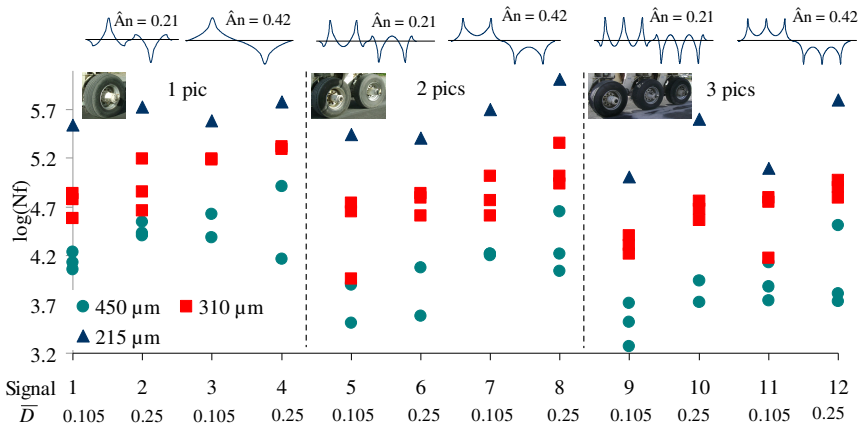 Ân = 0.21
Ân = 0.42
Ân = 0.21
Ân = 0.42
Ân = 0.21
Ân = 0.42
1 pic
2 pics
3 pics
log(Nf)
5.7
5.2
4.7
4.2
3.7
3.2
450 µm
310 µm
215 µm
Signal 1 2 3 4 5 6 7 8 9 10 11 12
D̅ 0.105 0.25 0.105 0.25 0.105 0.25 0.105 0.25 0.105 0.25 0.105 0.25